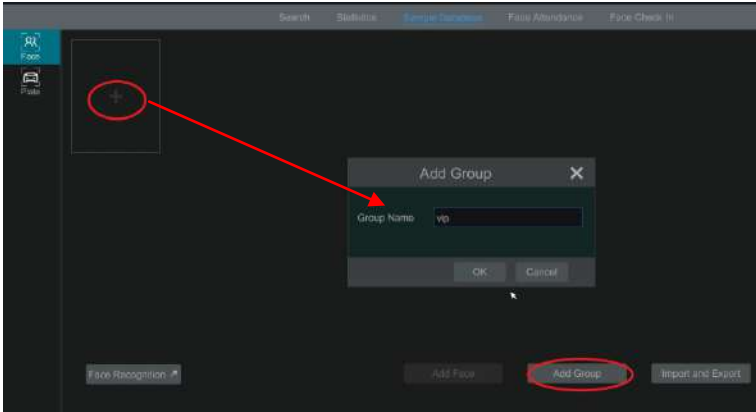 Search Statistics Sample Database Face Attendance Face Check In
Face
Plate
Add Group
Group Name vip
OK Cancel
Face Recognition
Add Face Add Group Import and Export